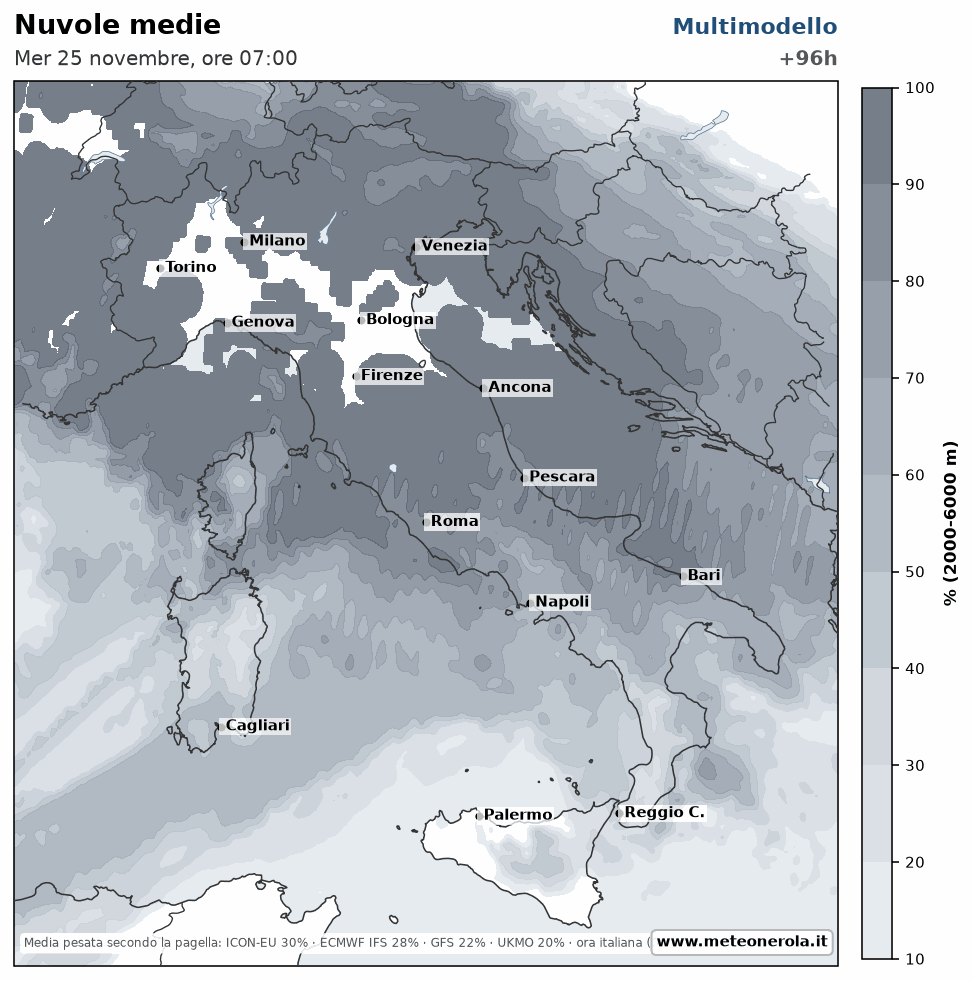 Nuvole medie
Multimodello
Mer 25 novembre, ore 07:00
+96h
100
90
80
70
60
50
40
30
20
10
% (2000-6000 m)
Milano
Venezia
Torino
Genova
Bologna
Firenze
Ancona
Pescara
Roma
Bari
Napoli
Cagliari
Palermo
Reggio C.
Media pesata secondo la pagella: ICON-EU 30% · ECMWF IFS 28% · GFS 22% · UKMO 20% · ora italiana (
www.meteonerola.it